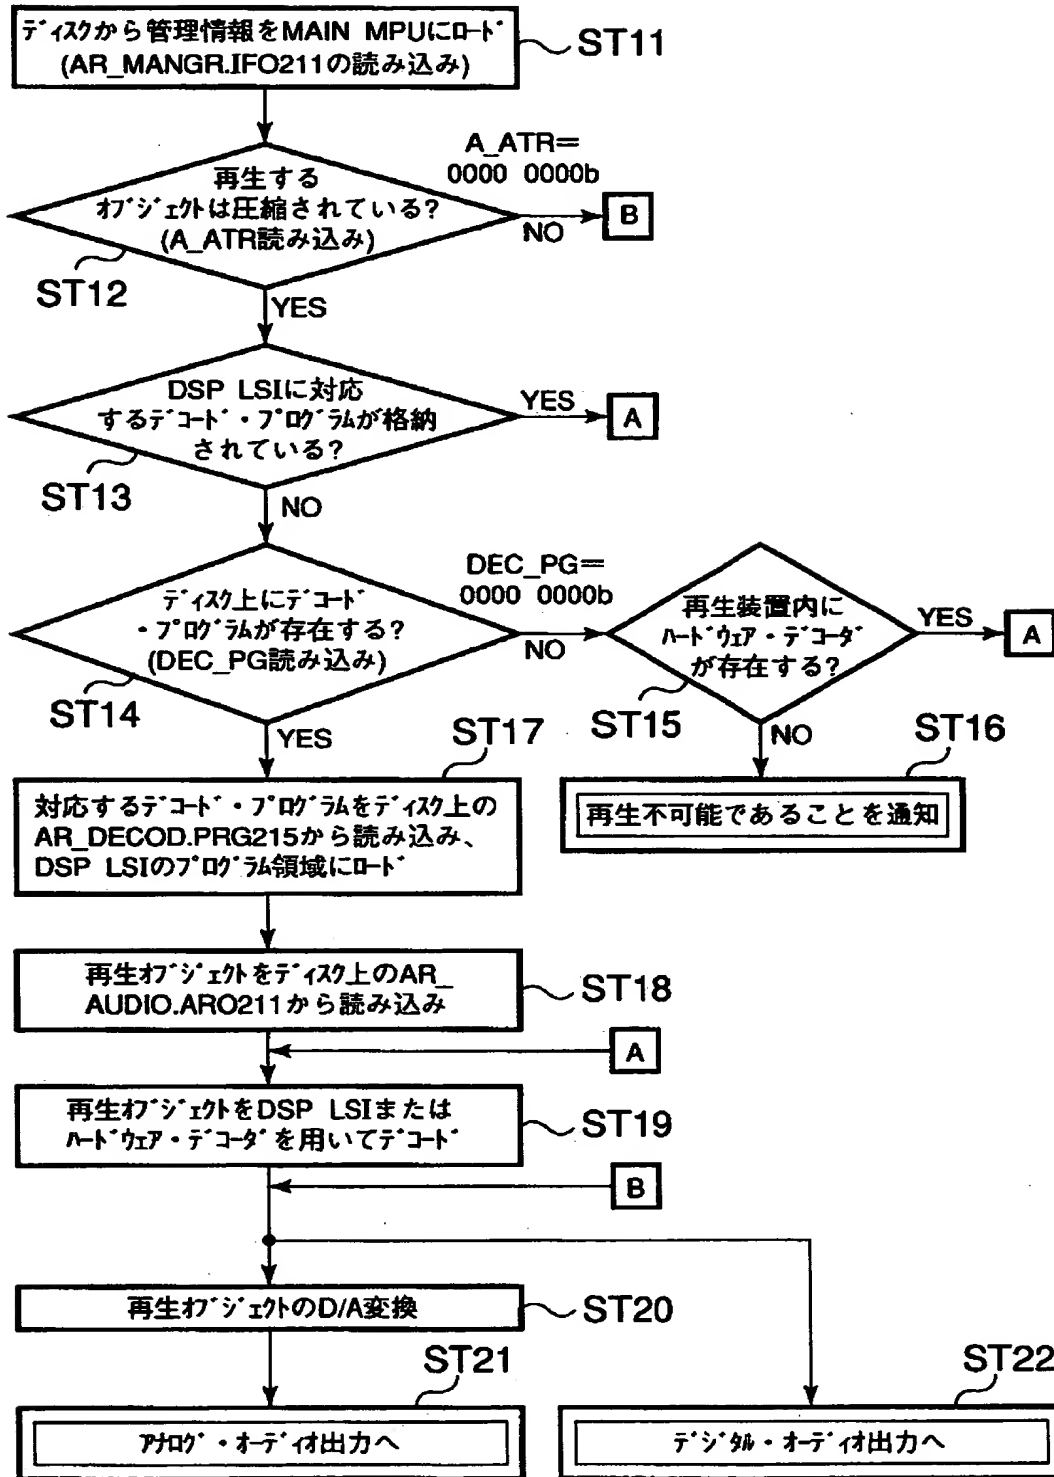 ディスクから管理情報をMAIN MPUにロード
(AR_MANGR.IFO211の読み込み)
ST11
再生する
オブジェクトは圧縮されている?
(A_ATR読み込み)
ST12
A_ATR=
0000 0000b
NO
B
YES
DSP LSIに対応
するデコード・プログラムが格納
されている?
ST13
YES
A
NO
ディスク上にデコード
・プログラムが存在する?
(DEC_PG読み込み)
ST14
DEC_PG=
0000 0000b
NO
再生装置内に
ハードウェア・デコーダ
が存在する?
ST15
YES
A
NO
ST16
再生不可能であることを通知
YES
ST17
対応するデコード・プログラムをディスク上の
AR_DECOD.PRG215から読み込み、
DSP LSIのプログラム領域にロード
再生オブジェクトをディスク上のAR_
AUDIO.ARO211から読み込み
ST18
A
再生オブジェクトをDSP LSIまたは
ハードウェア・デコーダを用いてデコード
ST19
B
再生オブジェクトのD/A変換
ST20
ST21
アナログ・オーディオ出力へ
ST22
デジタル・オーディオ出力へ